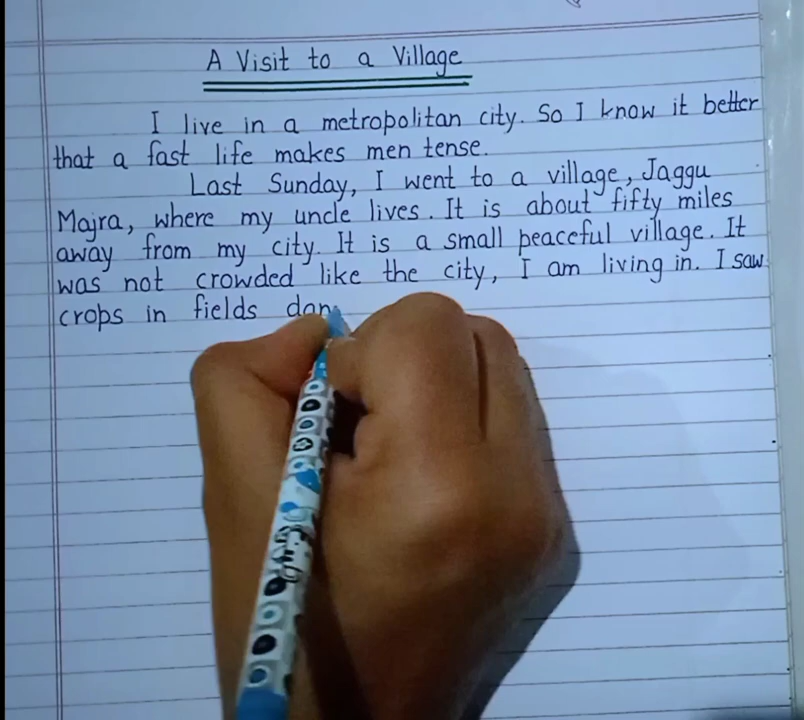 A Visit to a Village
I live in a metropolitan city. So I know it better
that a fast life makes men tense.
Last Sunday, I went to a village, Jaggu
Majra, where my uncle lives. It is about fifty miles
away from my city. It is a small peaceful village. It
was not crowded like the city, I am living in. I saw
crops in fields dan